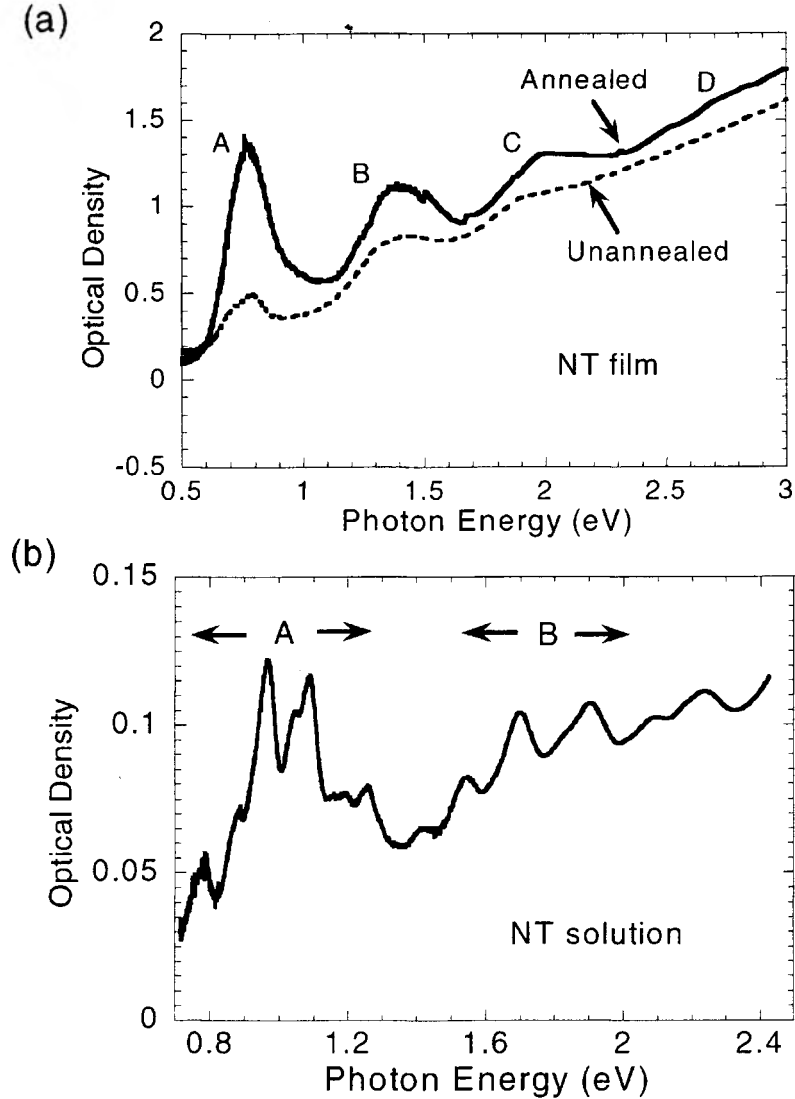 (a)
2
1.5
1
0.5
0
-0.5
Optical Density
A
B
C
D
Annealed
Unannealed
NT film
0.5
1
1.5
2
2.5
3
Photon Energy (eV)
(b)
0.15
0.1
0.05
0
Optical Density
A
B
NT solution
0.8
1.2
1.6
2
2.4
Photon Energy (eV)